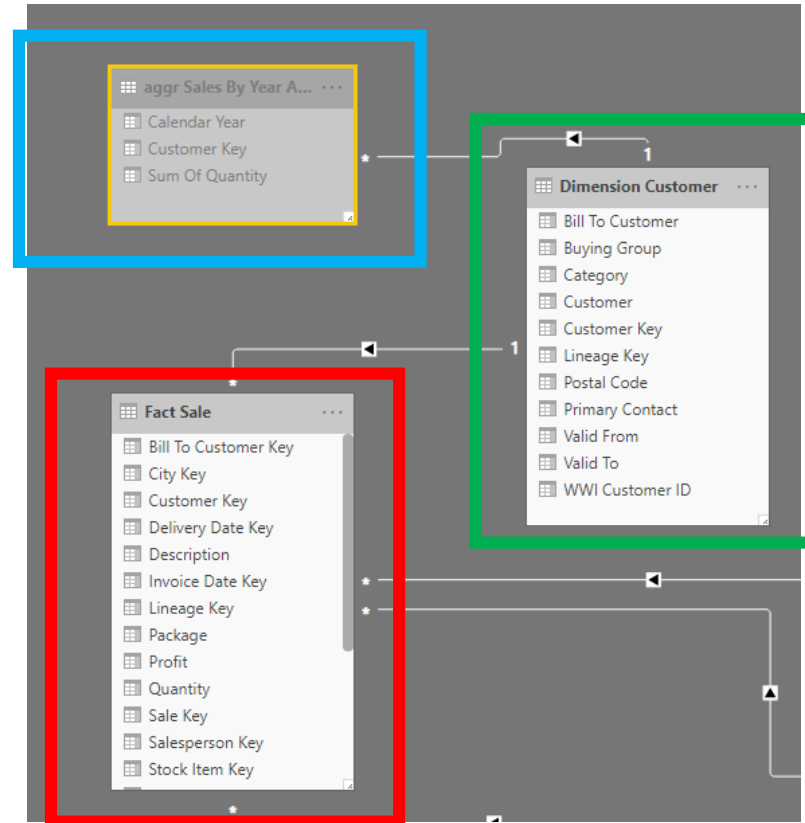 aggr Sales By Year A... ...
Calendar Year
Customer Key
Sum Of Quantity
*
1
Dimension Customer ...
Bill To Customer
Buying Group
Category
Customer
Customer Key
Lineage Key
Postal Code
Primary Contact
Valid From
Valid To
WWI Customer ID
1
*
Fact Sale ...
Bill To Customer Key
City Key
Customer Key
Delivery Date Key
Description
Invoice Date Key
Lineage Key
Package
Profit
Quantity
Sale Key
Salesperson Key
Stock Item Key
*
*
*